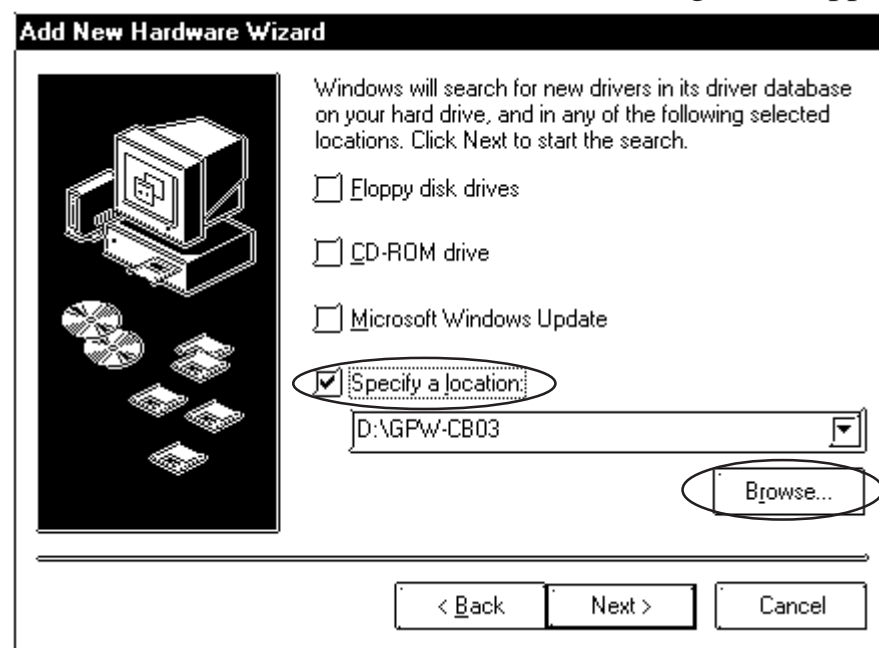 Add New Hardware Wizard
Windows will search for new drivers in its driver database
on your hard drive, and in any of the following selected
locations. Click Next to start the search.
Floppy disk drives
CD-ROM drive
Microsoft Windows Update
Specify a location:
D:\GPW-CB03
Browse...
< Back
Next >
Cancel